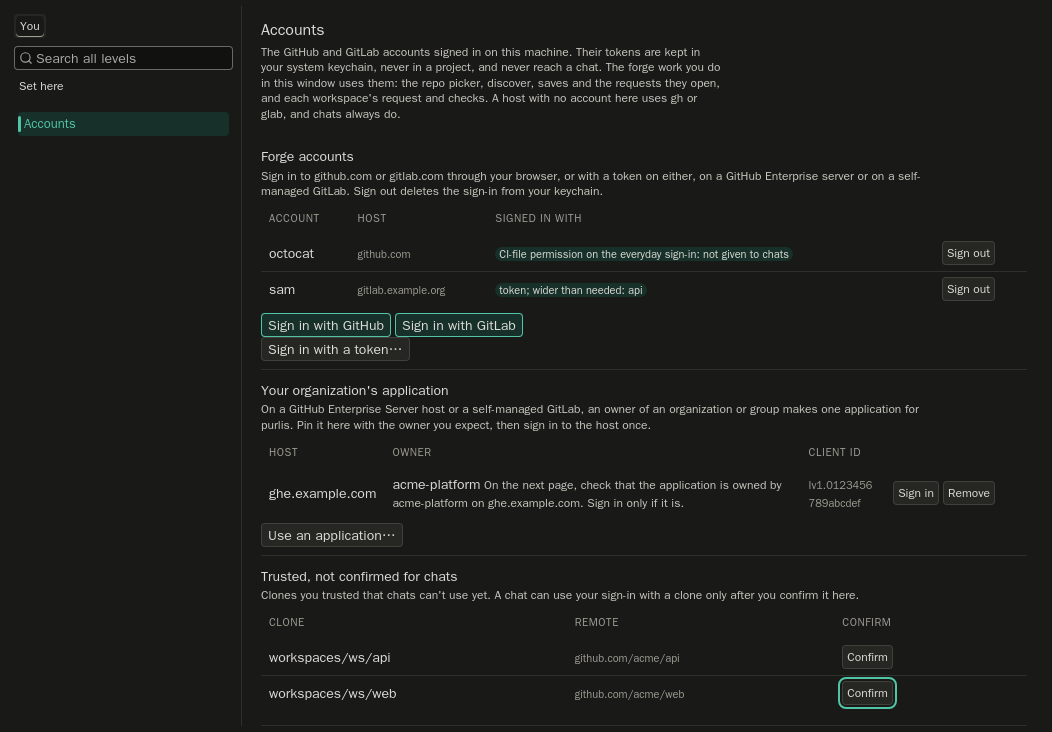 You
Search all levels
Set here
Accounts
Accounts
The GitHub and GitLab accounts signed in on this machine. Their tokens are kept in
your system keychain, never in a project, and never reach a chat. The forge work you do
in this window uses them: the repo picker, discover, saves and the requests they open,
and each workspace's request and checks. A host with no account here uses gh or
glab, and chats always do.
Forge accounts
Sign in to github.com or gitlab.com through your browser, or with a token on either, on a GitHub Enterprise server or on a self-
managed GitLab. Sign out deletes the sign-in from your keychain.
ACCOUNT HOST SIGNED IN WITH
octocat github.com CI-file permission on the everyday sign-in: not given to chats Sign out
sam gitlab.example.org token; wider than needed: api Sign out
Sign in with GitHub Sign in with GitLab
Sign in with a token···
Your organization's application
On a GitHub Enterprise Server host or a self-managed GitLab, an owner of an organization or group makes one application for
purlis. Pin it here with the owner you expect, then sign in to the host once.
HOST OWNER CLIENT ID
ghe.example.com acme-platform On the next page, check that the application is owned by
acme-platform on ghe.example.com. Sign in only if it is.
Iv1.0123456
789abcdef
Sign in Remove
Use an application···
Trusted, not confirmed for chats
Clones you trusted that chats can't use yet. A chat can use your sign-in with a clone only after you confirm it here.
CLONE REMOTE CONFIRM
workspaces/ws/api github.com/acme/api Confirm
workspaces/ws/web github.com/acme/web Confirm